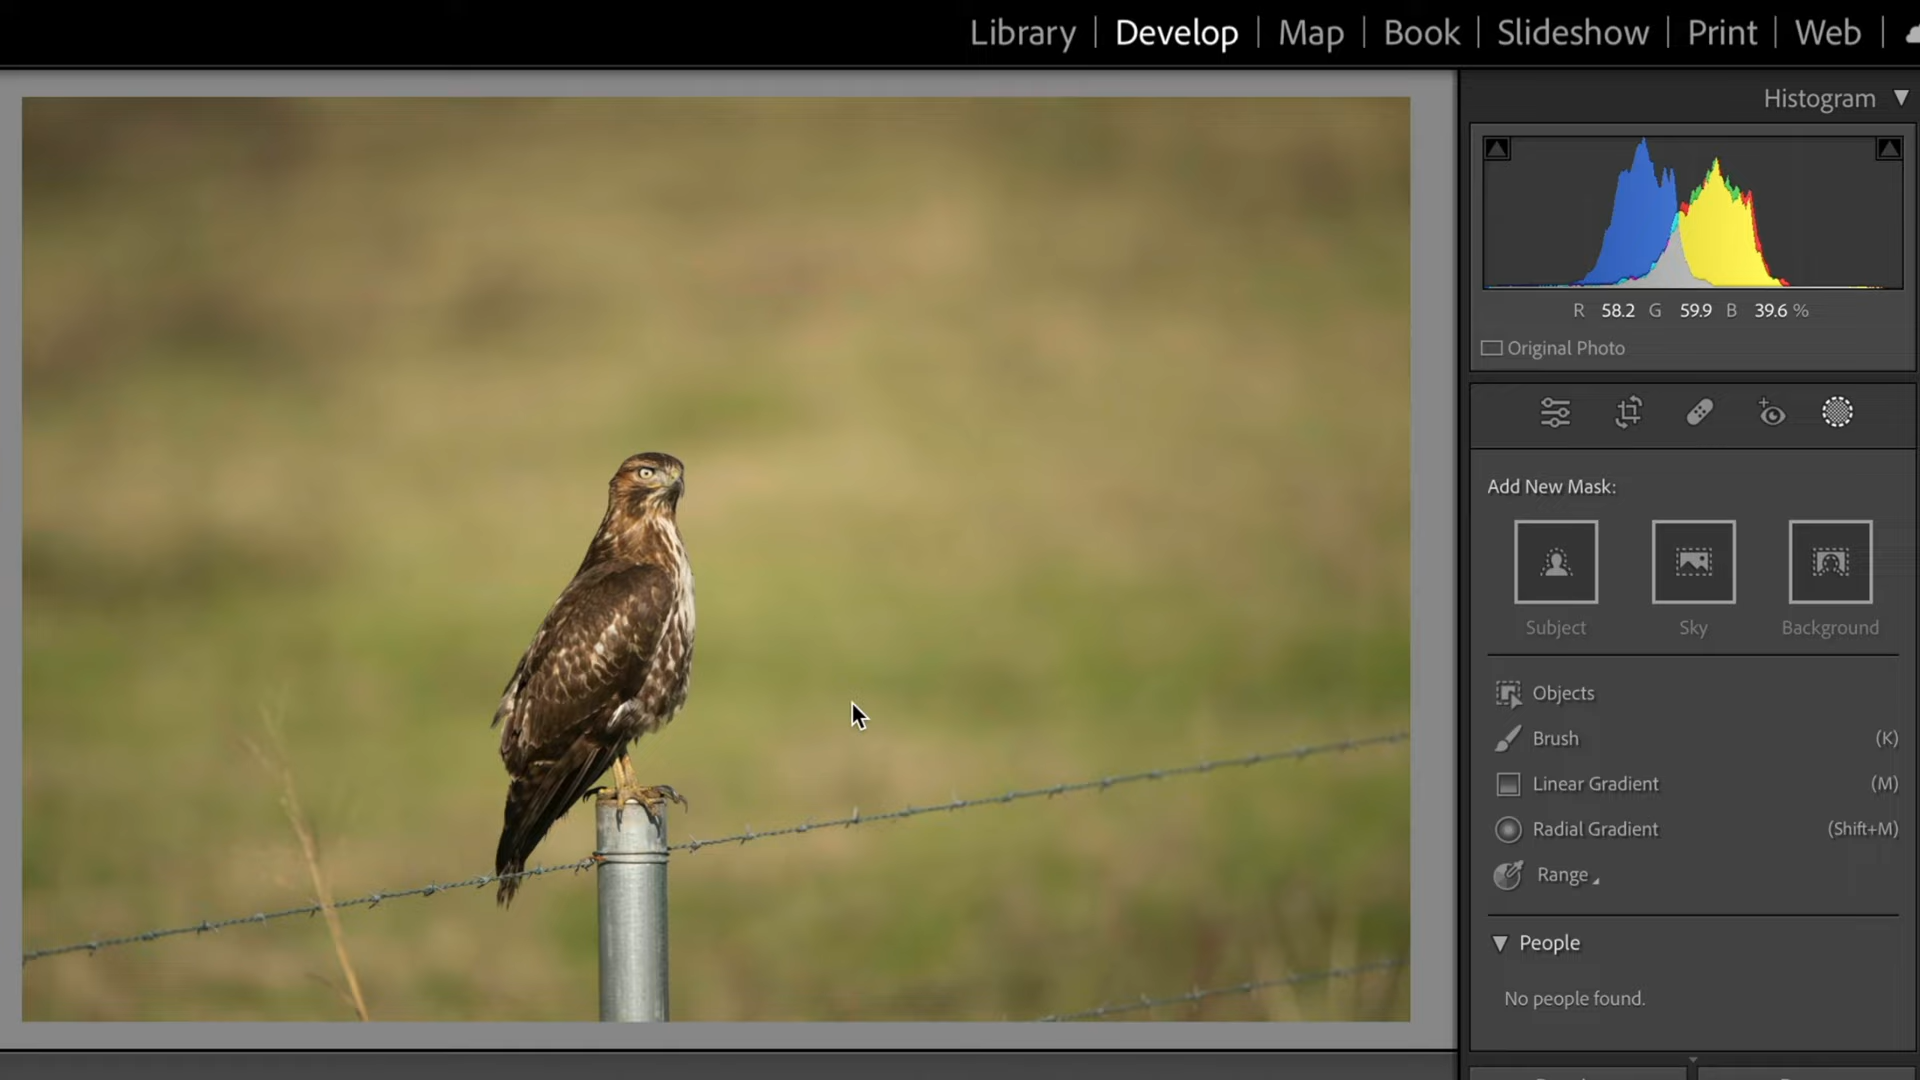 Library | Develop | Map | Book | Slideshow | Print | Web |
Histogram
R 58.2 G 59.9 B 39.6 %
Original Photo
Add New Mask:
Subject Sky Background
Objects
Brush (K)
Linear Gradient (M)
Radial Gradient (Shift+M)
Range
People
No people found.